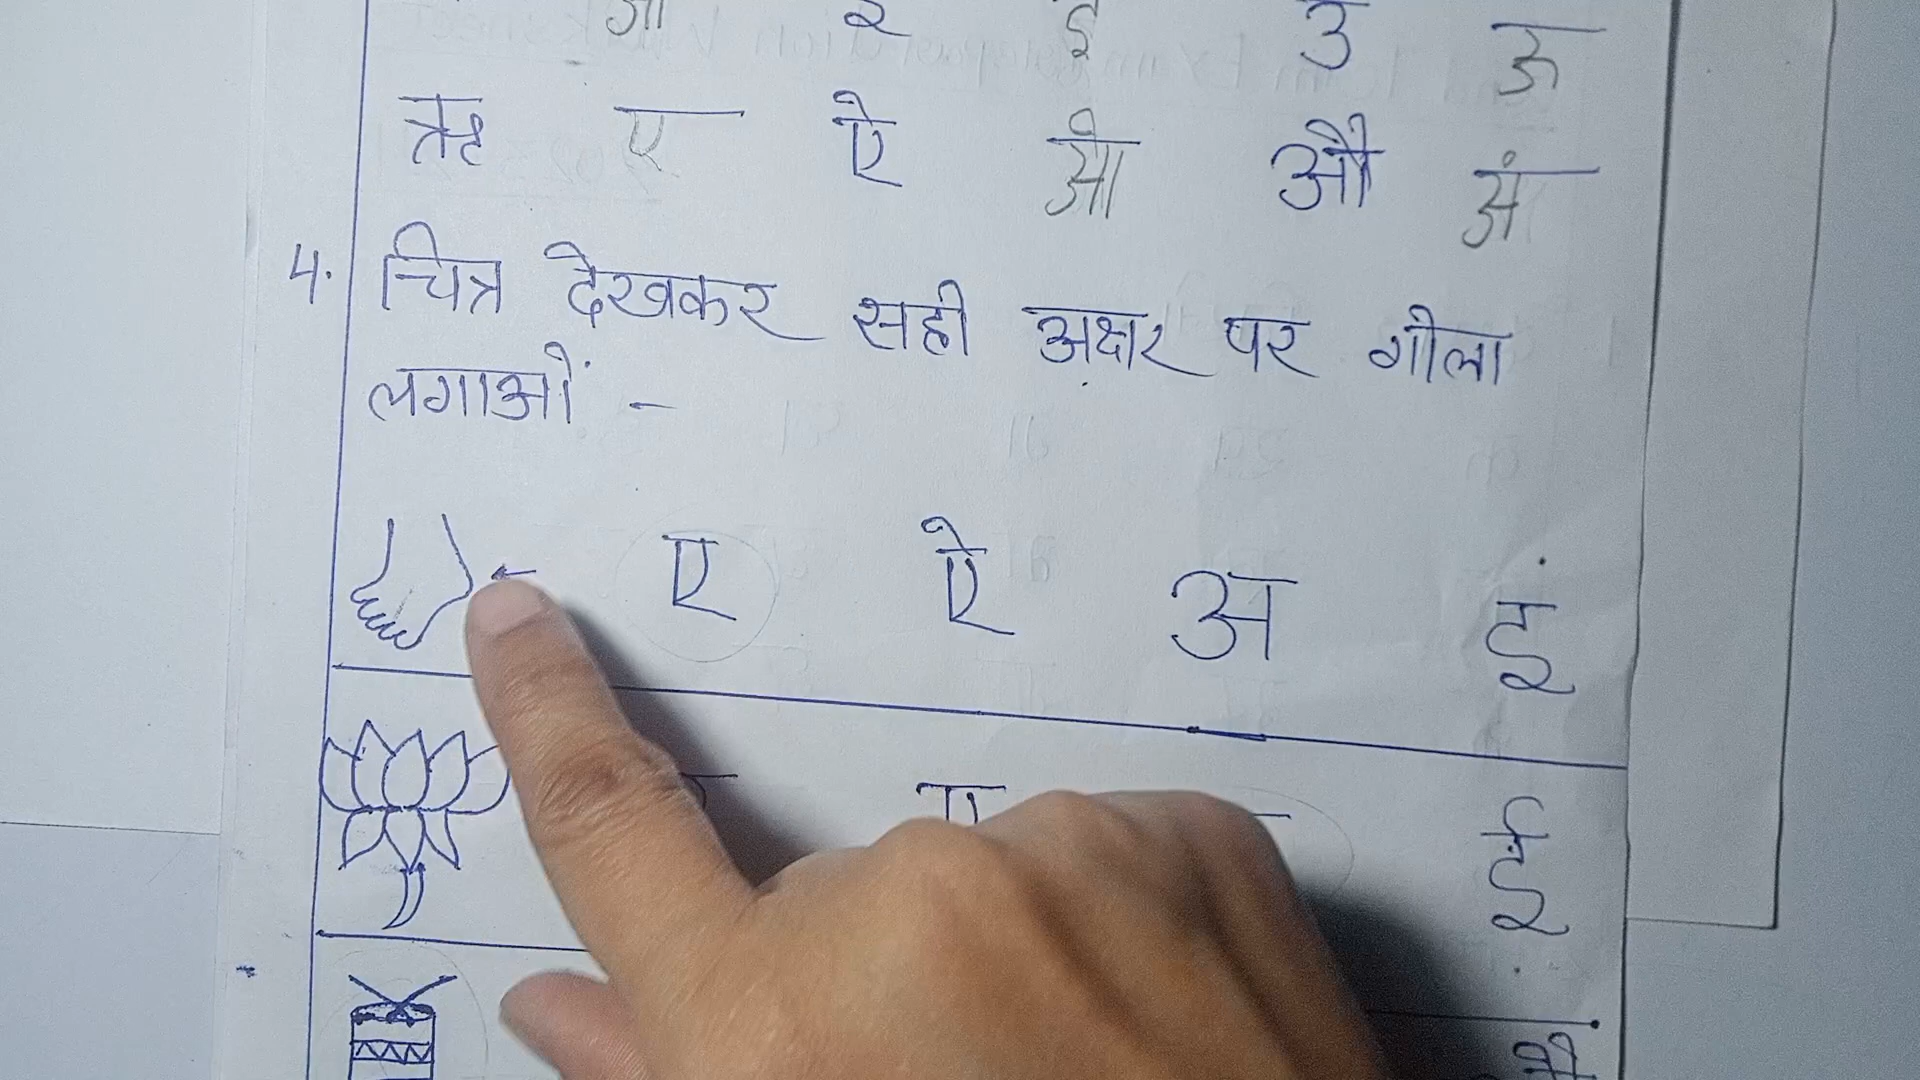 आ इ ई उ ऊ
ऋ ए ऐ ओ औ अं
4. चित्र देखकर सही अक्षर पर गोला
लगाओं -
ए ऐ अ इं
ई